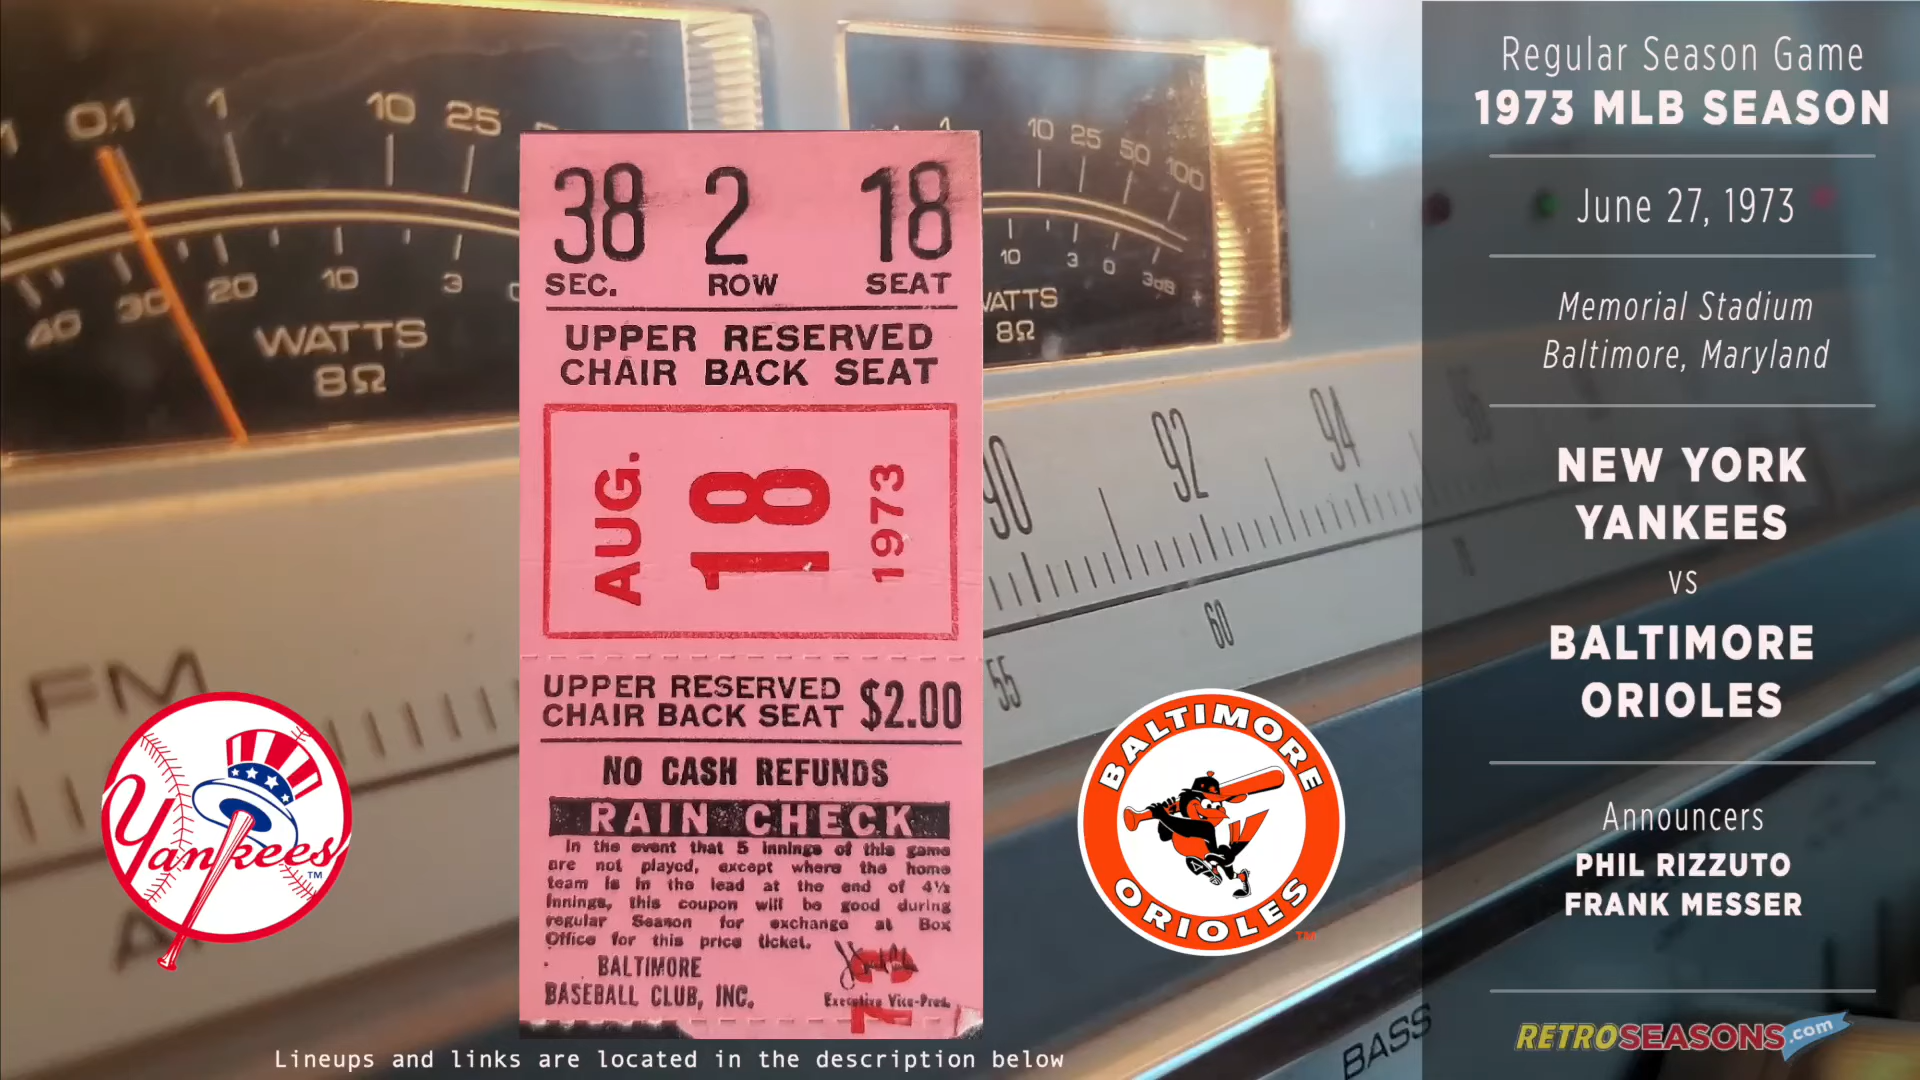 0.1 1 10 25
40 30 20 10 3
WATTS
8Ω
FM
1 10 25 50 100
10 3 0 3dB +
WATTS
8Ω
90 92 94 96
55 60
BASS
38 2 18
SEC. ROW SEAT
UPPER RESERVED
CHAIR BACK SEAT
AUG.
18
1973
UPPER RESERVED
CHAIR BACK SEAT $2.00
NO CASH REFUNDS
RAIN CHECK
In the event that 5 innings of this game
are not played, except where the home
team is in the lead at the end of 4½
innings, this coupon will be good during
regular Season for exchange at Box
Office for this price ticket.
BALTIMORE
BASEBALL CLUB, INC.
Executive Vice-Pres.
73
Yankees
TM
BALTIMORE
ORIOLES
TM
Regular Season Game
1973 MLB SEASON
June 27, 1973
Memorial Stadium
Baltimore, Maryland
NEW YORK
YANKEES
vs
BALTIMORE
ORIOLES
Announcers
PHIL RIZZUTO
FRANK MESSER
RETROSEASONS.com
Lineups and links are located in the description below